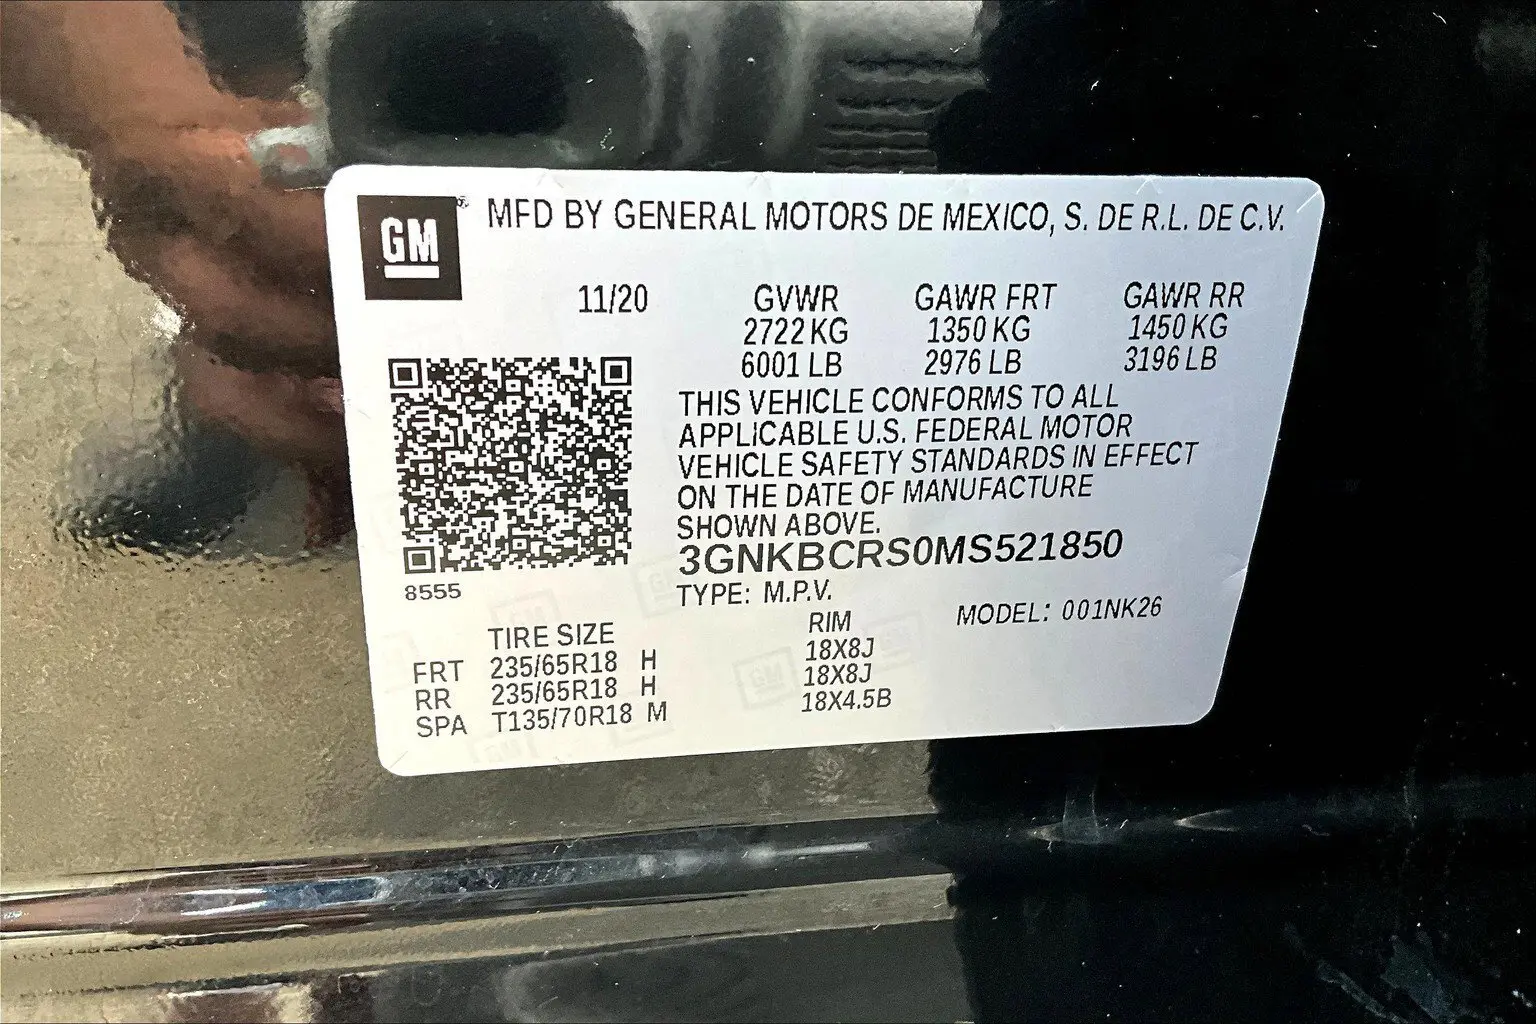 GM® MFD BY GENERAL MOTORS DE MEXICO, S. DE R.L. DE C.V.
11/20 GVWR GAWR FRT GAWR RR
2722 KG 1350 KG 1450 KG
6001 LB 2976 LB 3196 LB
THIS VEHICLE CONFORMS TO ALL
APPLICABLE U.S. FEDERAL MOTOR
VEHICLE SAFETY STANDARDS IN EFFECT
ON THE DATE OF MANUFACTURE
SHOWN ABOVE.
3GNKBCRS0MS521850
8555
TYPE: M.P.V.
MODEL: 001NK26
TIRE SIZE RIM
FRT 235/65R18 H 18X8J
RR 235/65R18 H 18X8J
SPA T135/70R18 M 18X4.5B